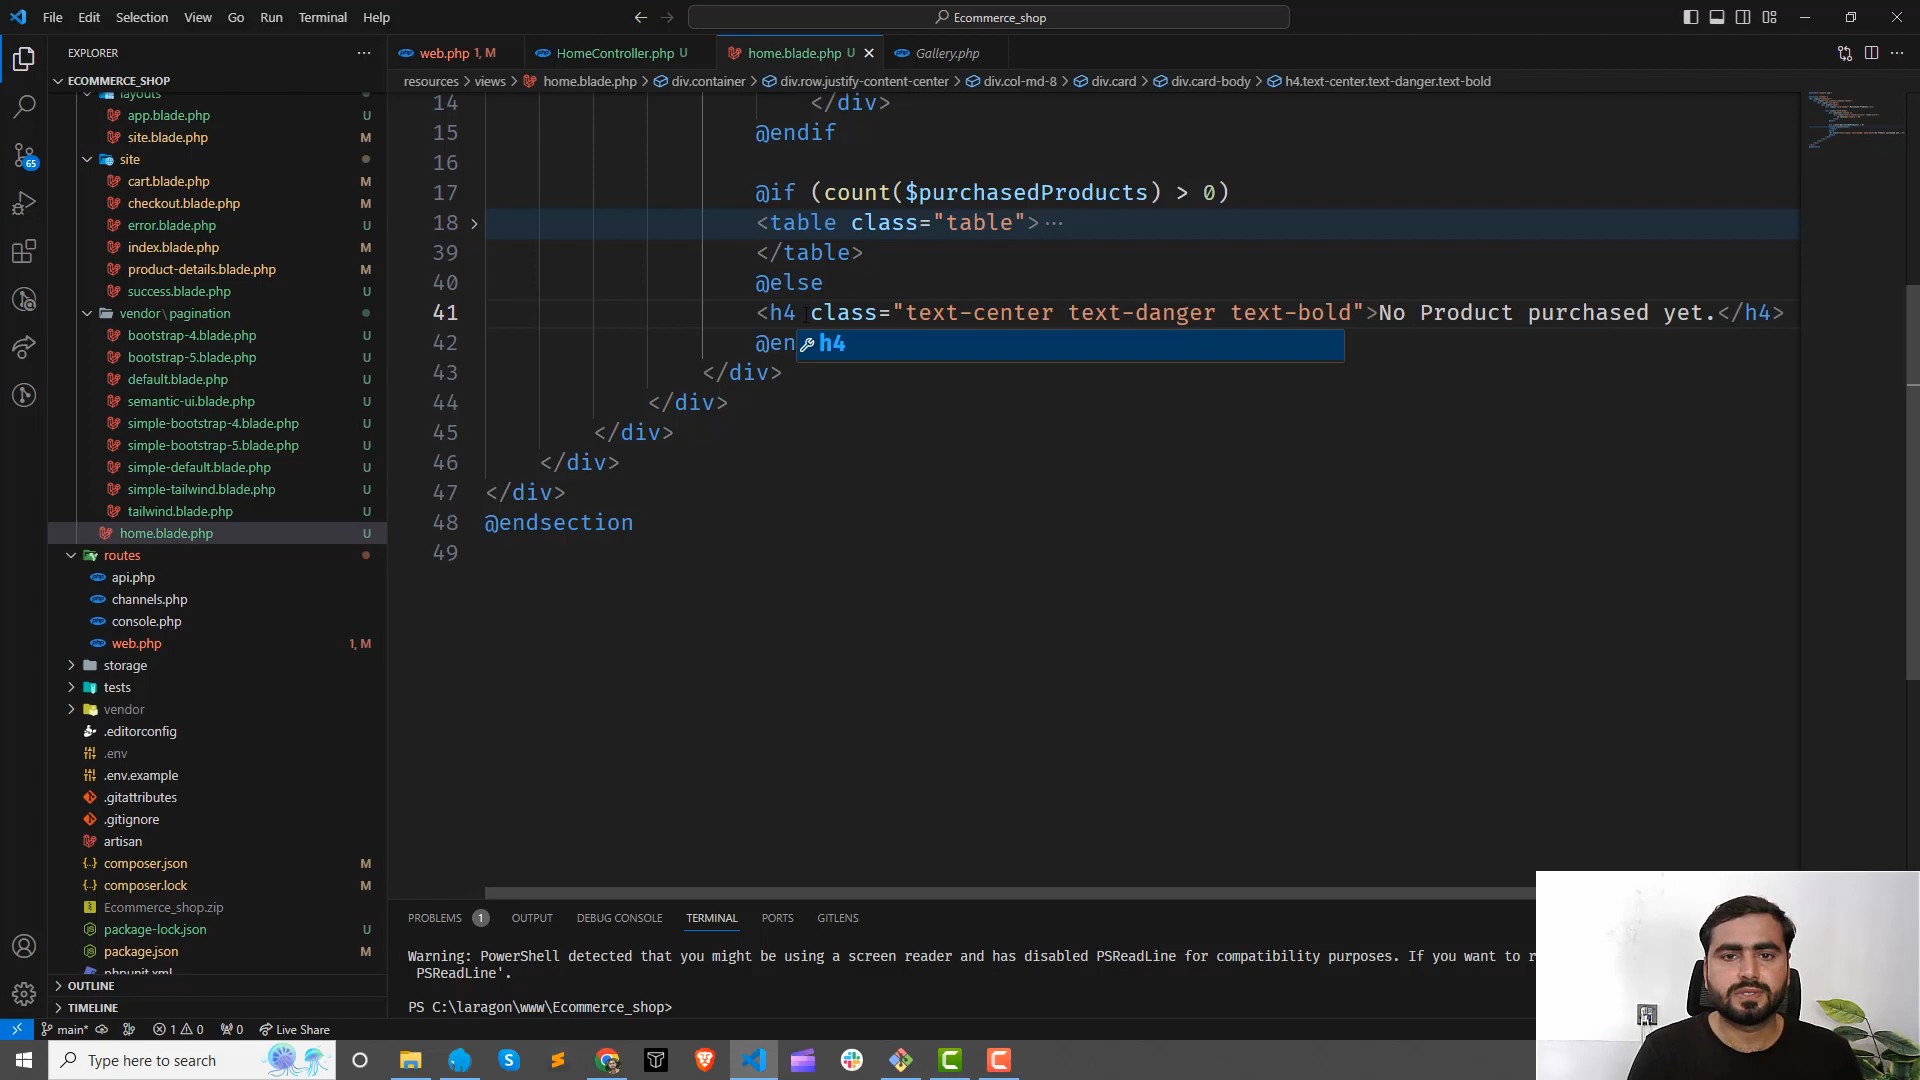 File Edit Selection View Go Run Terminal Help
Ecommerce_shop
EXPLORER
web.php 1, M
HomeController.php U
home.blade.php U
Gallery.php
resources > views > home.blade.php > div.container > div.row.justify-content-center > div.col-md-8 > div.card > div.card-body > h4.text-center.text-danger.text-bold
ECOMMERCE_SHOP
layouts
app.blade.php U
site.blade.php M
site
cart.blade.php M
checkout.blade.php M
error.blade.php U
index.blade.php M
product-details.blade.php M
success.blade.php U
vendor\pagination
bootstrap-4.blade.php U
bootstrap-5.blade.php U
default.blade.php U
semantic-ui.blade.php U
simple-bootstrap-4.blade.php U
simple-bootstrap-5.blade.php U
simple-default.blade.php U
simple-tailwind.blade.php U
tailwind.blade.php U
home.blade.php U
routes
api.php
channels.php
console.php
web.php 1, M
storage
tests
vendor
.editorconfig
.env
.env.example
.gitattributes
.gitignore
artisan
composer.json M
composer.lock M
Ecommerce_shop.zip
package-lock.json U
package.json M
phpunit.xml
OUTLINE
TIMELINE
14 </div>
15 @endif
16
17 @if (count($purchasedProducts) > 0)
18 <table class="table">···
39 </table>
40 @else
41 <h4 class="text-center text-danger text-bold">No Product purchased yet.</h4>
42 @en
h4
43 </div>
44 </div>
45 </div>
46 </div>
47 </div>
48 @endsection
49
PROBLEMS 1 OUTPUT DEBUG CONSOLE TERMINAL PORTS GITLENS
Warning: PowerShell detected that you might be using a screen reader and has disabled PSReadLine for compatibility purposes. If you want to r
PSReadLine'.
PS C:\laragon\www\Ecommerce_shop>
65
main* 1 0 0 Live Share
Type here to search